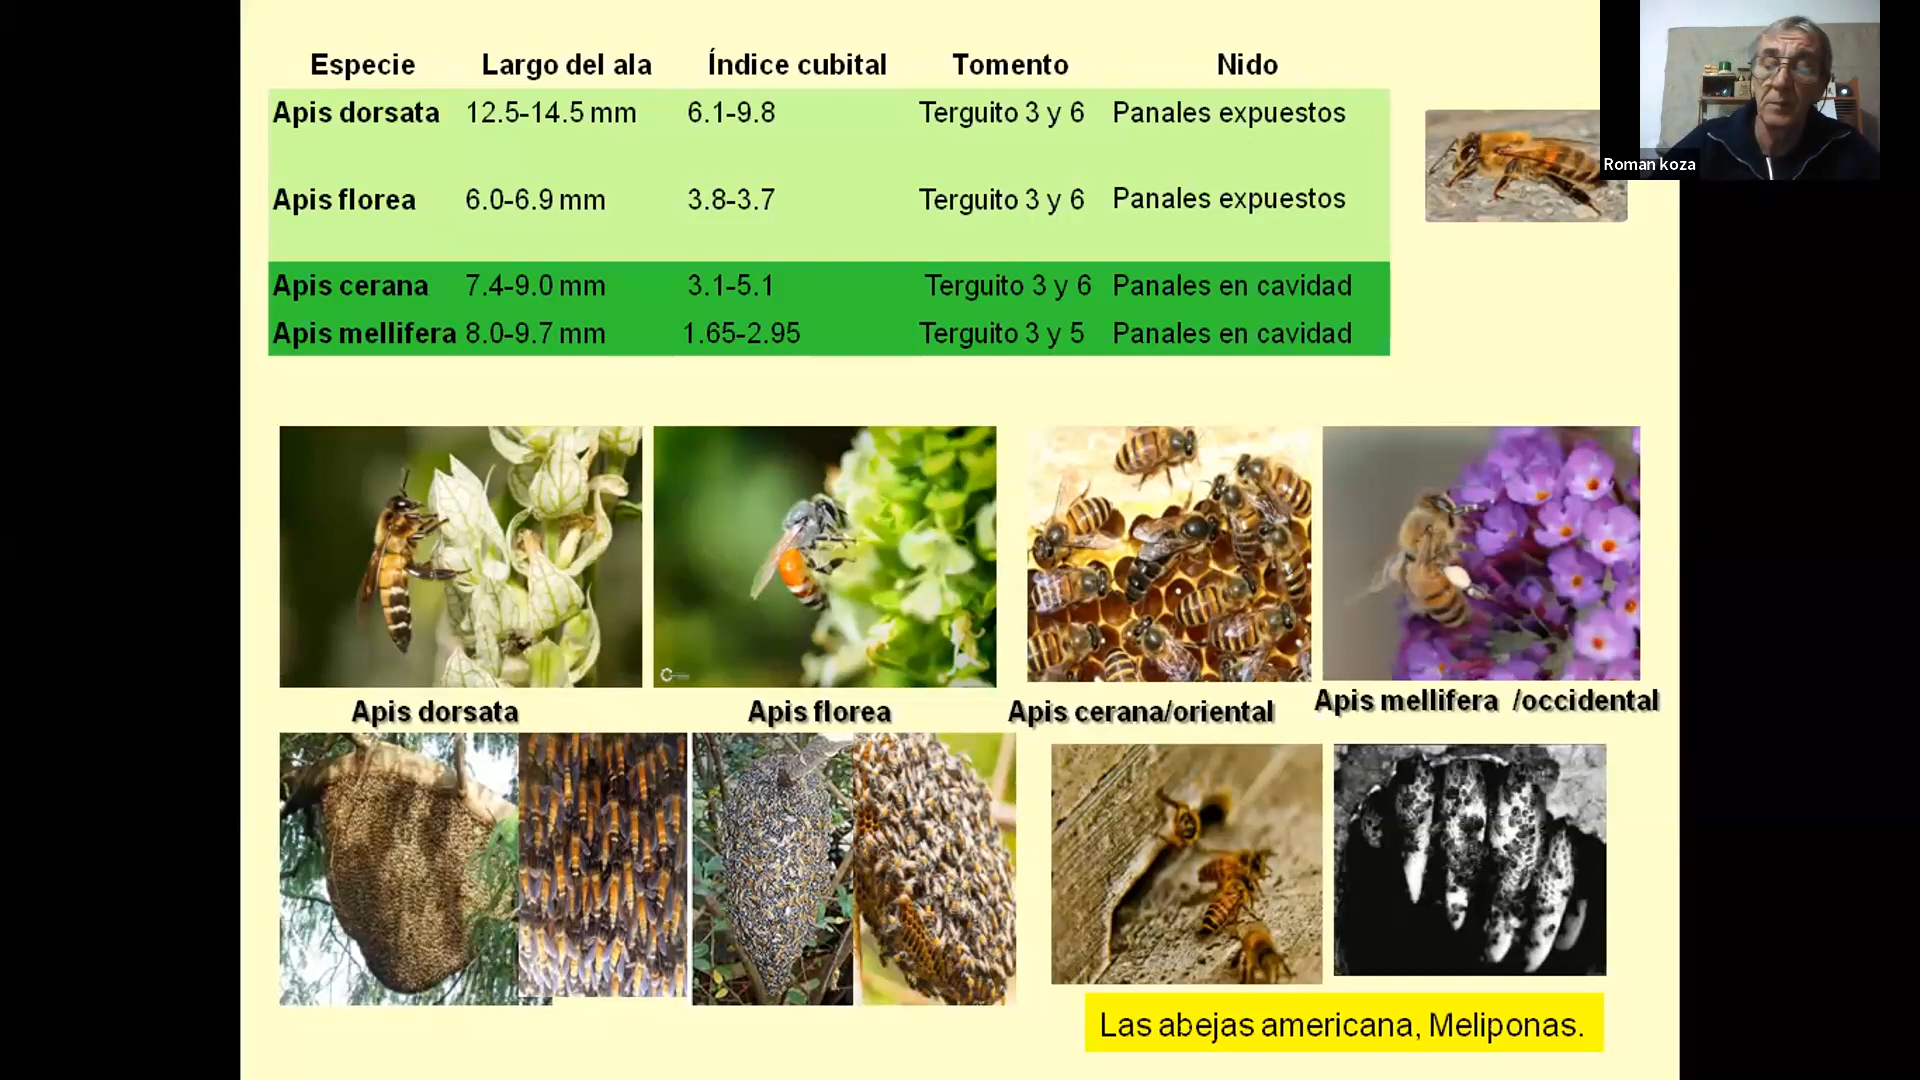 Especie Largo del ala Índice cubital Tomento Nido
Apis dorsata 12.5-14.5 mm 6.1-9.8 Terguito 3 y 6 Panales expuestos
Apis florea 6.0-6.9 mm 3.8-3.7 Terguito 3 y 6 Panales expuestos
Apis cerana 7.4-9.0 mm 3.1-5.1 Terguito 3 y 6 Panales en cavidad
Apis mellifera 8.0-9.7 mm 1.65-2.95 Terguito 3 y 5 Panales en cavidad
Roman koza
Apis dorsata
Apis florea
Apis cerana/oriental
Apis mellifera /occidental
Las abejas americana, Meliponas.